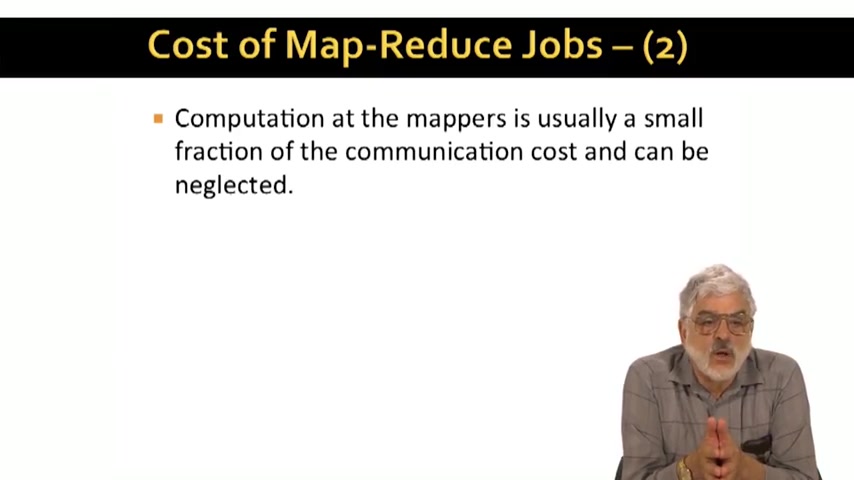 Cost of Map-Reduce Jobs – (2)
Computation at the mappers is usually a small
fraction of the communication cost and can be
neglected.